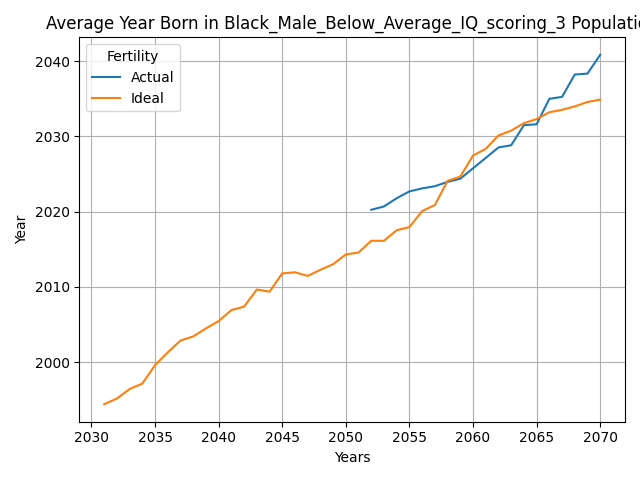 Average Year Born in Black_Male_Below_Average_IQ_scoring_3 Populatio
Fertility
Actual
Ideal
2040
2030
2020
2010
2000
Year
2030 2035 2040 2045 2050 2055 2060 2065 2070
Years